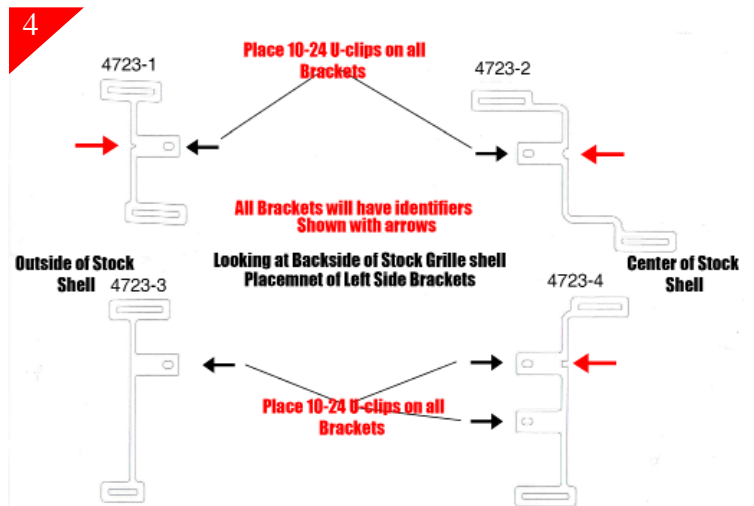 4
Place 10-24 U-clips on all
Brackets
4723-1
4723-2
All Brackets will have identifiers
Shown with arrows
Outside of Stock
Shell
Looking at Backside of Stock Grille shell
Placemnet of Left Side Brackets
Center of Stock
Shell
4723-3
4723-4
Place 10-24 U-clips on all
Brackets